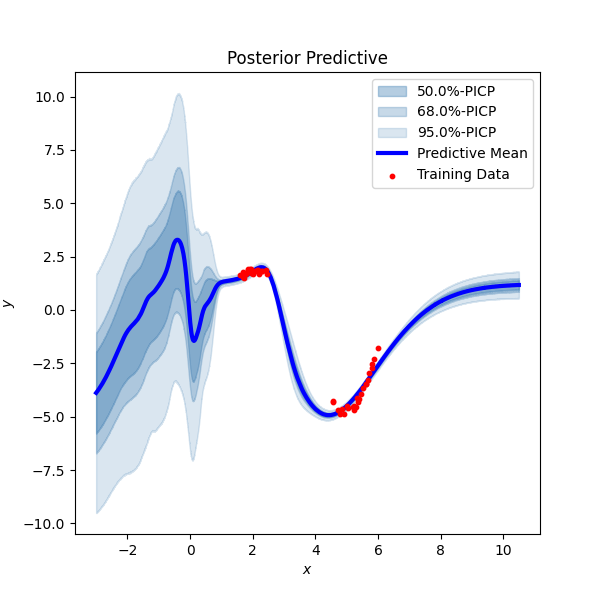 Posterior Predictive
50.0%-PICP
68.0%-PICP
95.0%-PICP
Predictive Mean
Training Data
10.0
7.5
5.0
2.5
0.0
−2.5
−5.0
−7.5
−10.0
y
−2 0 2 4 6 8 10
x